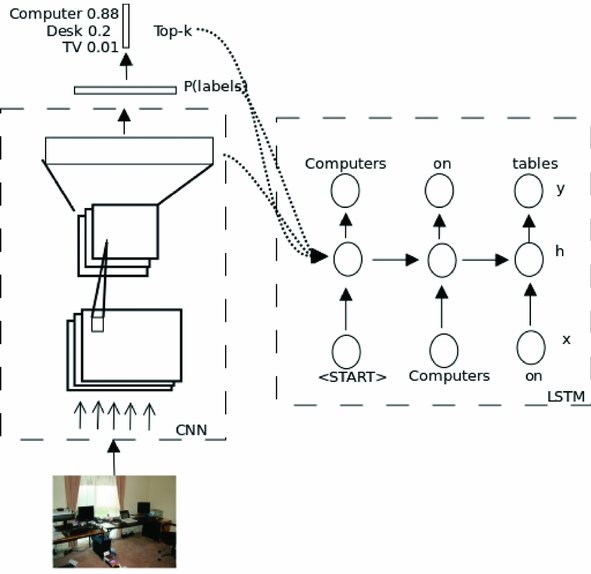 Computer 0.88
Desk 0.2
TV 0.01
Top-k
P(labels)
Computers on tables y
h
x
<START> Computers on
LSTM
CNN